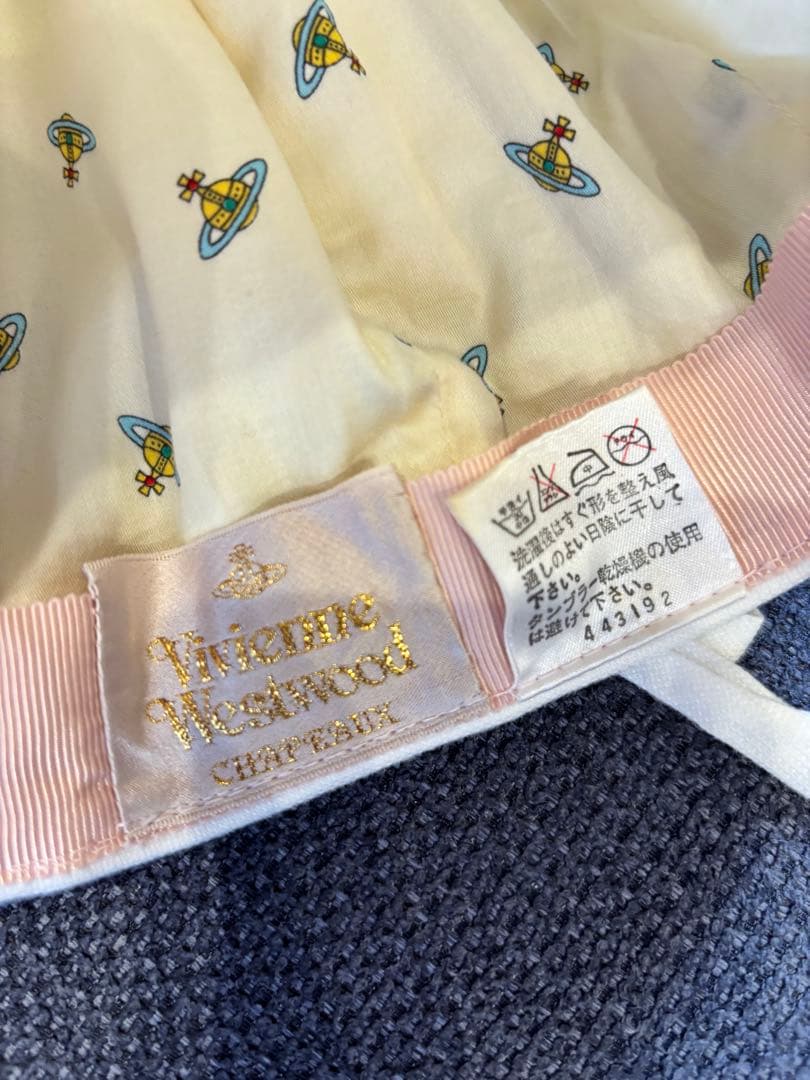 Vivienne
Westwood
CHAPEAUX
洗濯後はすぐ形を整え風
通しのよい日陰に干して
下さい。
タンブラー乾燥機の使用
は避けて下さい。
443192